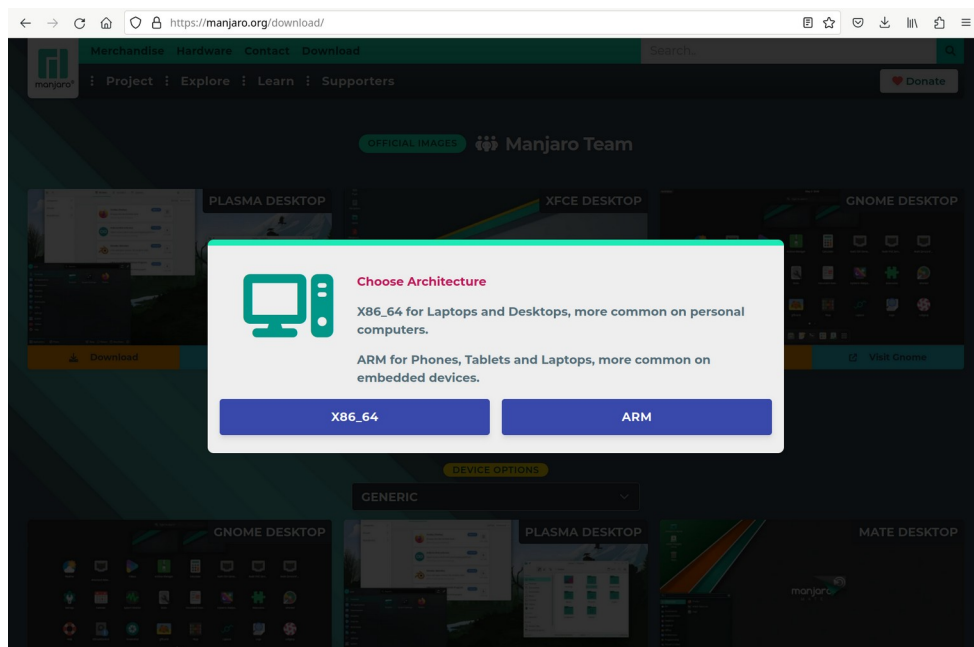 https://manjaro.org/download/
Merchandise Hardware Contact Download
Search..
manjaro
Project Explore Learn Supporters
Donate
OFFICIAL IMAGES Manjaro Team
PLASMA DESKTOP
XFCE DESKTOP
GNOME DESKTOP
Choose Architecture
X86_64 for Laptops and Desktops, more common on personal
computers.
ARM for Phones, Tablets and Laptops, more common on
embedded devices.
Download
Visit Gnome
X86_64
ARM
DEVICE OPTIONS
GENERIC
GNOME DESKTOP
PLASMA DESKTOP
MATE DESKTOP
manjaro